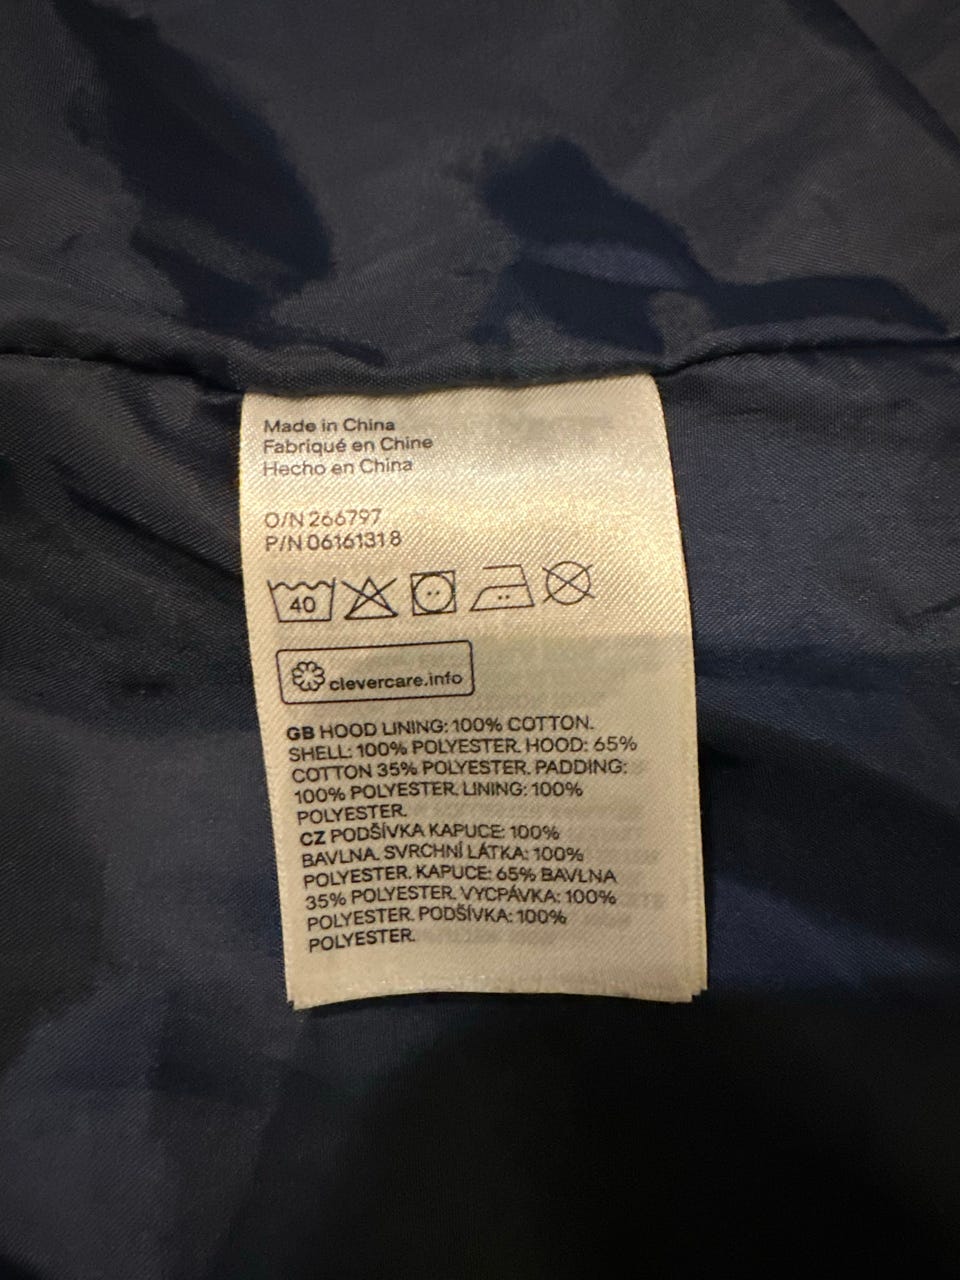 Made in China
Fabriqué en Chine
Hecho en China
O/N 266797
P/N 06161318
40
clevercare.info
GB HOOD LINING: 100% COTTON.
SHELL: 100% POLYESTER. HOOD: 65%
COTTON 35% POLYESTER. PADDING:
100% POLYESTER. LINING: 100%
POLYESTER.
CZ PODŠÍVKA KAPUCE: 100%
BAVLNA. SVRCHNÍ LÁTKA: 100%
POLYESTER. KAPUCE: 65% BAVLNA
35% POLYESTER. VYCPÁVKA: 100%
POLYESTER. PODŠÍVKA: 100%
POLYESTER.